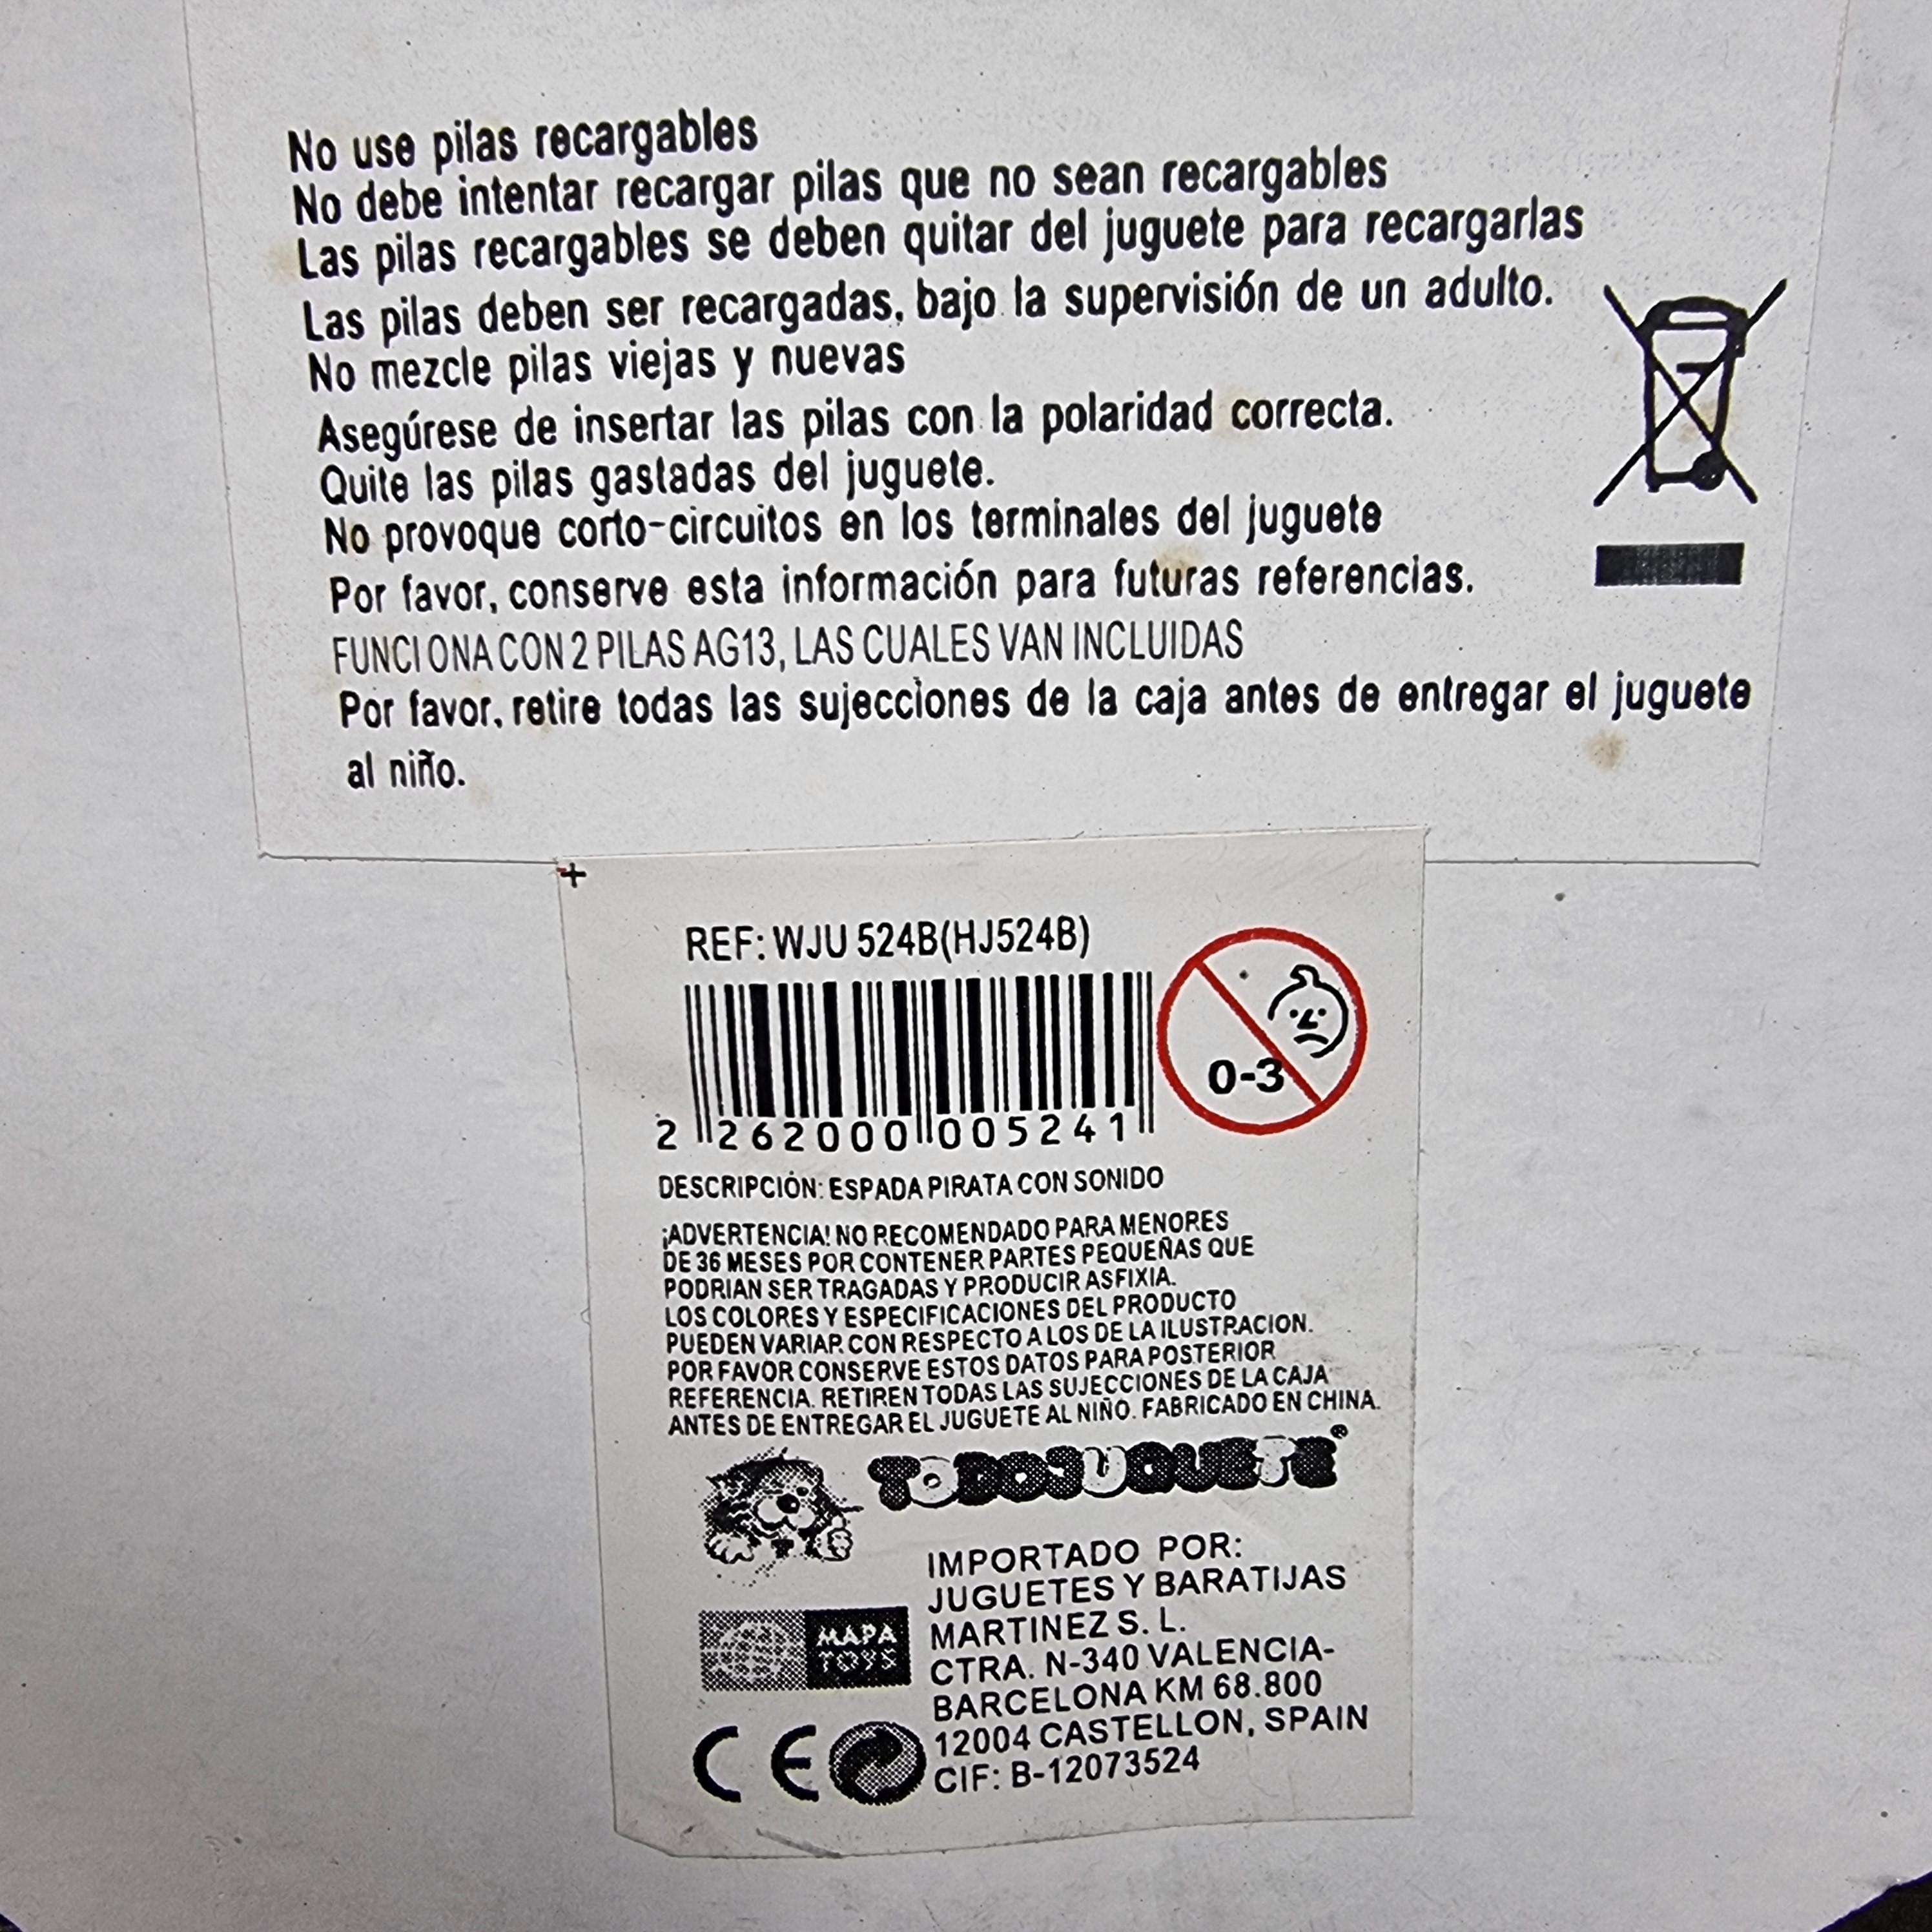 No use pilas recargables
No debe intentar recargar pilas que no sean recargables
Las pilas recargables se deben quitar del juguete para recargarlas
Las pilas deben ser recargadas, bajo la supervisión de un adulto.
No mezcle pilas viejas y nuevas
Asegúrese de insertar las pilas con la polaridad correcta.
Quite las pilas gastadas del juguete.
No provoque corto-circuitos en los terminales del juguete
Por favor, conserve esta información para futuras referencias.
FUNCIONA CON 2 PILAS AG13, LAS CUALES VAN INCLUIDAS
Por favor, retire todas las sujecciones de la caja antes de entregar el juguete
al niño.
REF: WJU 524B(HJ524B)
0-3
2 262000 005241
DESCRIPCIÓN: ESPADA PIRATA CON SONIDO
¡ADVERTENCIA! NO RECOMENDADO PARA MENORES
DE 36 MESES POR CONTENER PARTES PEQUEÑAS QUE
PODRIAN SER TRAGADAS Y PRODUCIR ASFIXIA.
LOS COLORES Y ESPECIFICACIONES DEL PRODUCTO
PUEDEN VARIAR CON RESPECTO A LOS DE LA ILUSTRACION.
POR FAVOR CONSERVE ESTOS DATOS PARA POSTERIOR
REFERENCIA. RETIREN TODAS LAS SUJECCIONES DE LA CAJA
ANTES DE ENTREGAR EL JUGUETE AL NIÑO. FABRICADO EN CHINA.
TODOJUGUETE®
MAPA
TOYS
IMPORTADO POR:
JUGUETES Y BARATIJAS
MARTINEZ S. L.
CTRA. N-340 VALENCIA-
BARCELONA KM 68.800
12004 CASTELLON, SPAIN
CIF: B-12073524
CE